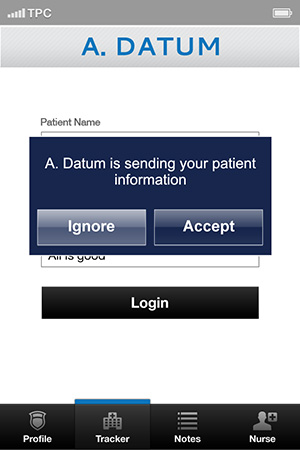 TPC
A. DATUM
Patient Name
A. Datum is sending your patient
information
Ignore Accept
All is good
Login
Profile Tracker Notes Nurse